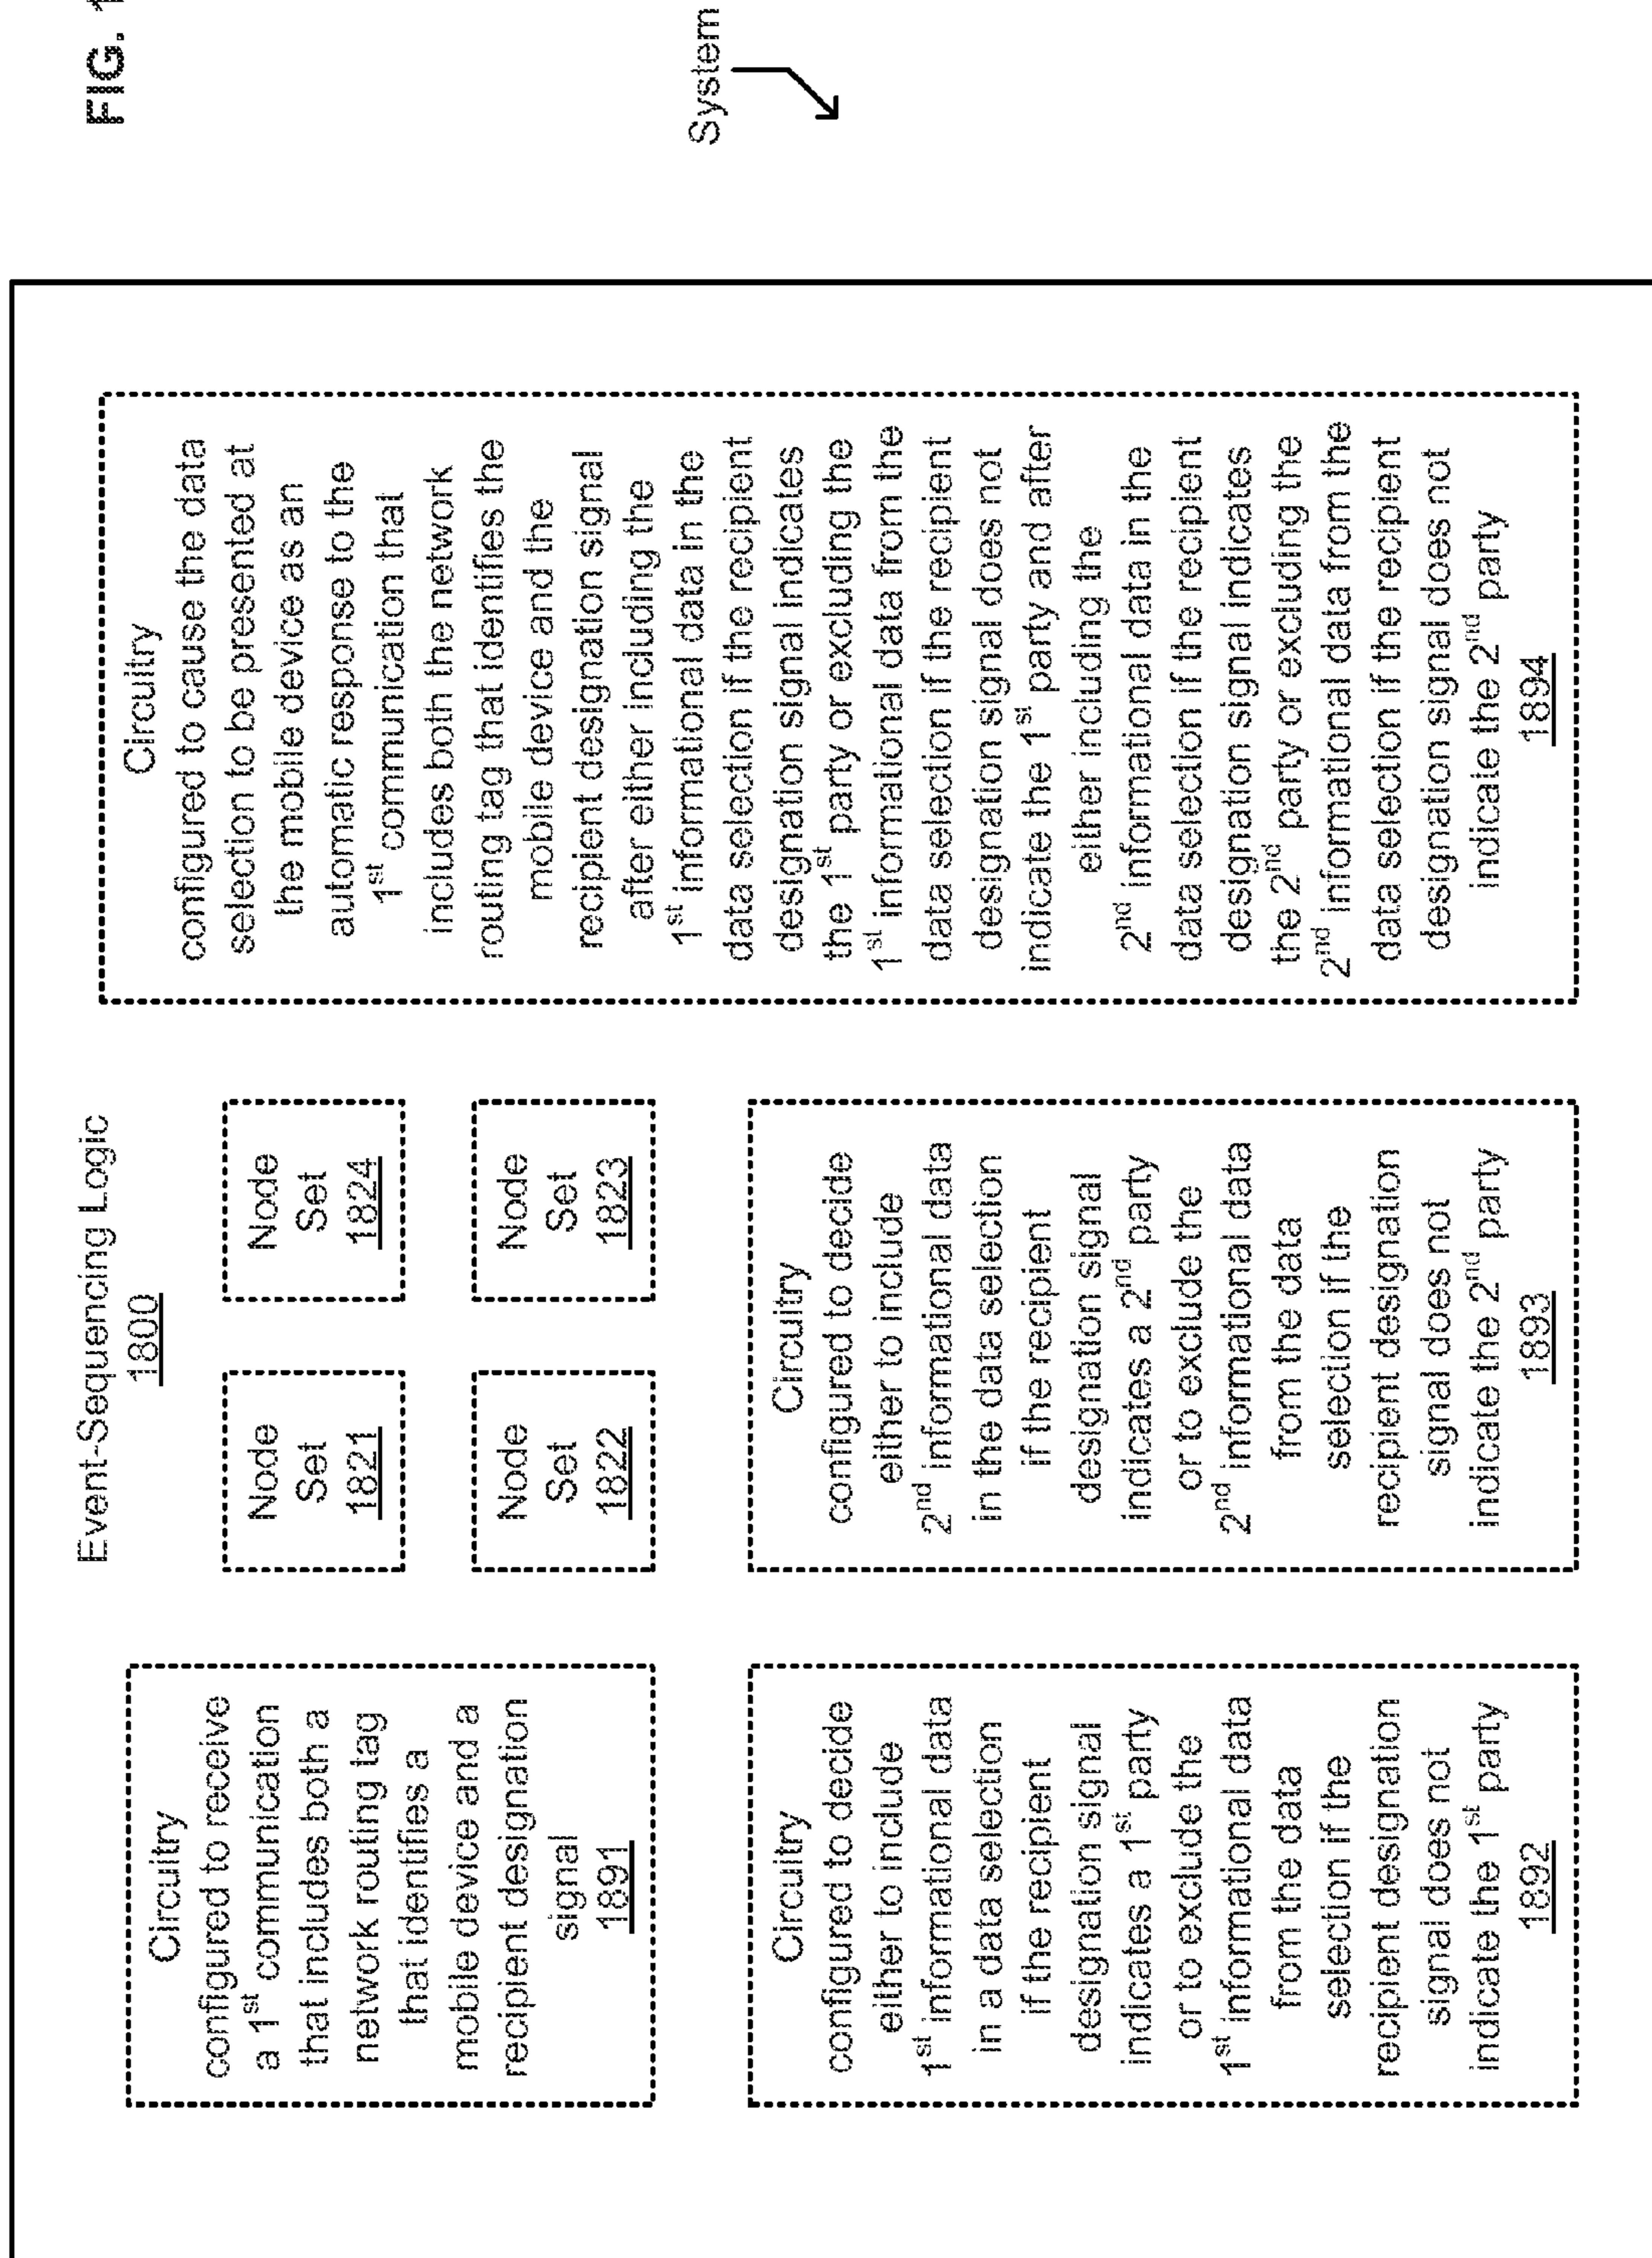 FIG. 1
System
Event-Sequencing Logic
1800
Circuitry
configured to receive
a 1st communication
that includes both a
network routing tag
that identifies a
mobile device and a
recipient designation
signal
1891
Node
Set
1821
Node
Set
1824
Node
Set
1822
Node
Set
1823
Circuitry
configured to decide
either to include
1st informational data
in a data selection
if the recipient
designation signal
indicates a 1st party
or to exclude the
1st informational data
from the data
selection if the
recipient designation
signal does not
indicate the 1st party
1892
Circuitry
configured to decide
either to include
2nd informational data
in the data selection
if the recipient
designation signal
indicates a 2nd party
or to exclude the
2nd informational data
from the data
selection if the
recipient designation
signal does not
indicate the 2nd party
1893
Circuitry
configured to cause the data
selection to be presented at
the mobile device as an
automatic response to the
1st communication that
includes both the network
routing tag that identifies the
mobile device and the
recipient designation signal
after either including the
1st informational data in the
data selection if the recipient
designation signal indicates
the 1st party or excluding the
1st informational data from the
data selection if the recipient
designation signal does not
indicate the 1st party and after
either including the
2nd informational data in the
data selection if the recipient
designation signal indicates
the 2nd party or excluding the
2nd informational data from the
data selection if the recipient
designation signal does not
indicate the 2nd party
1894